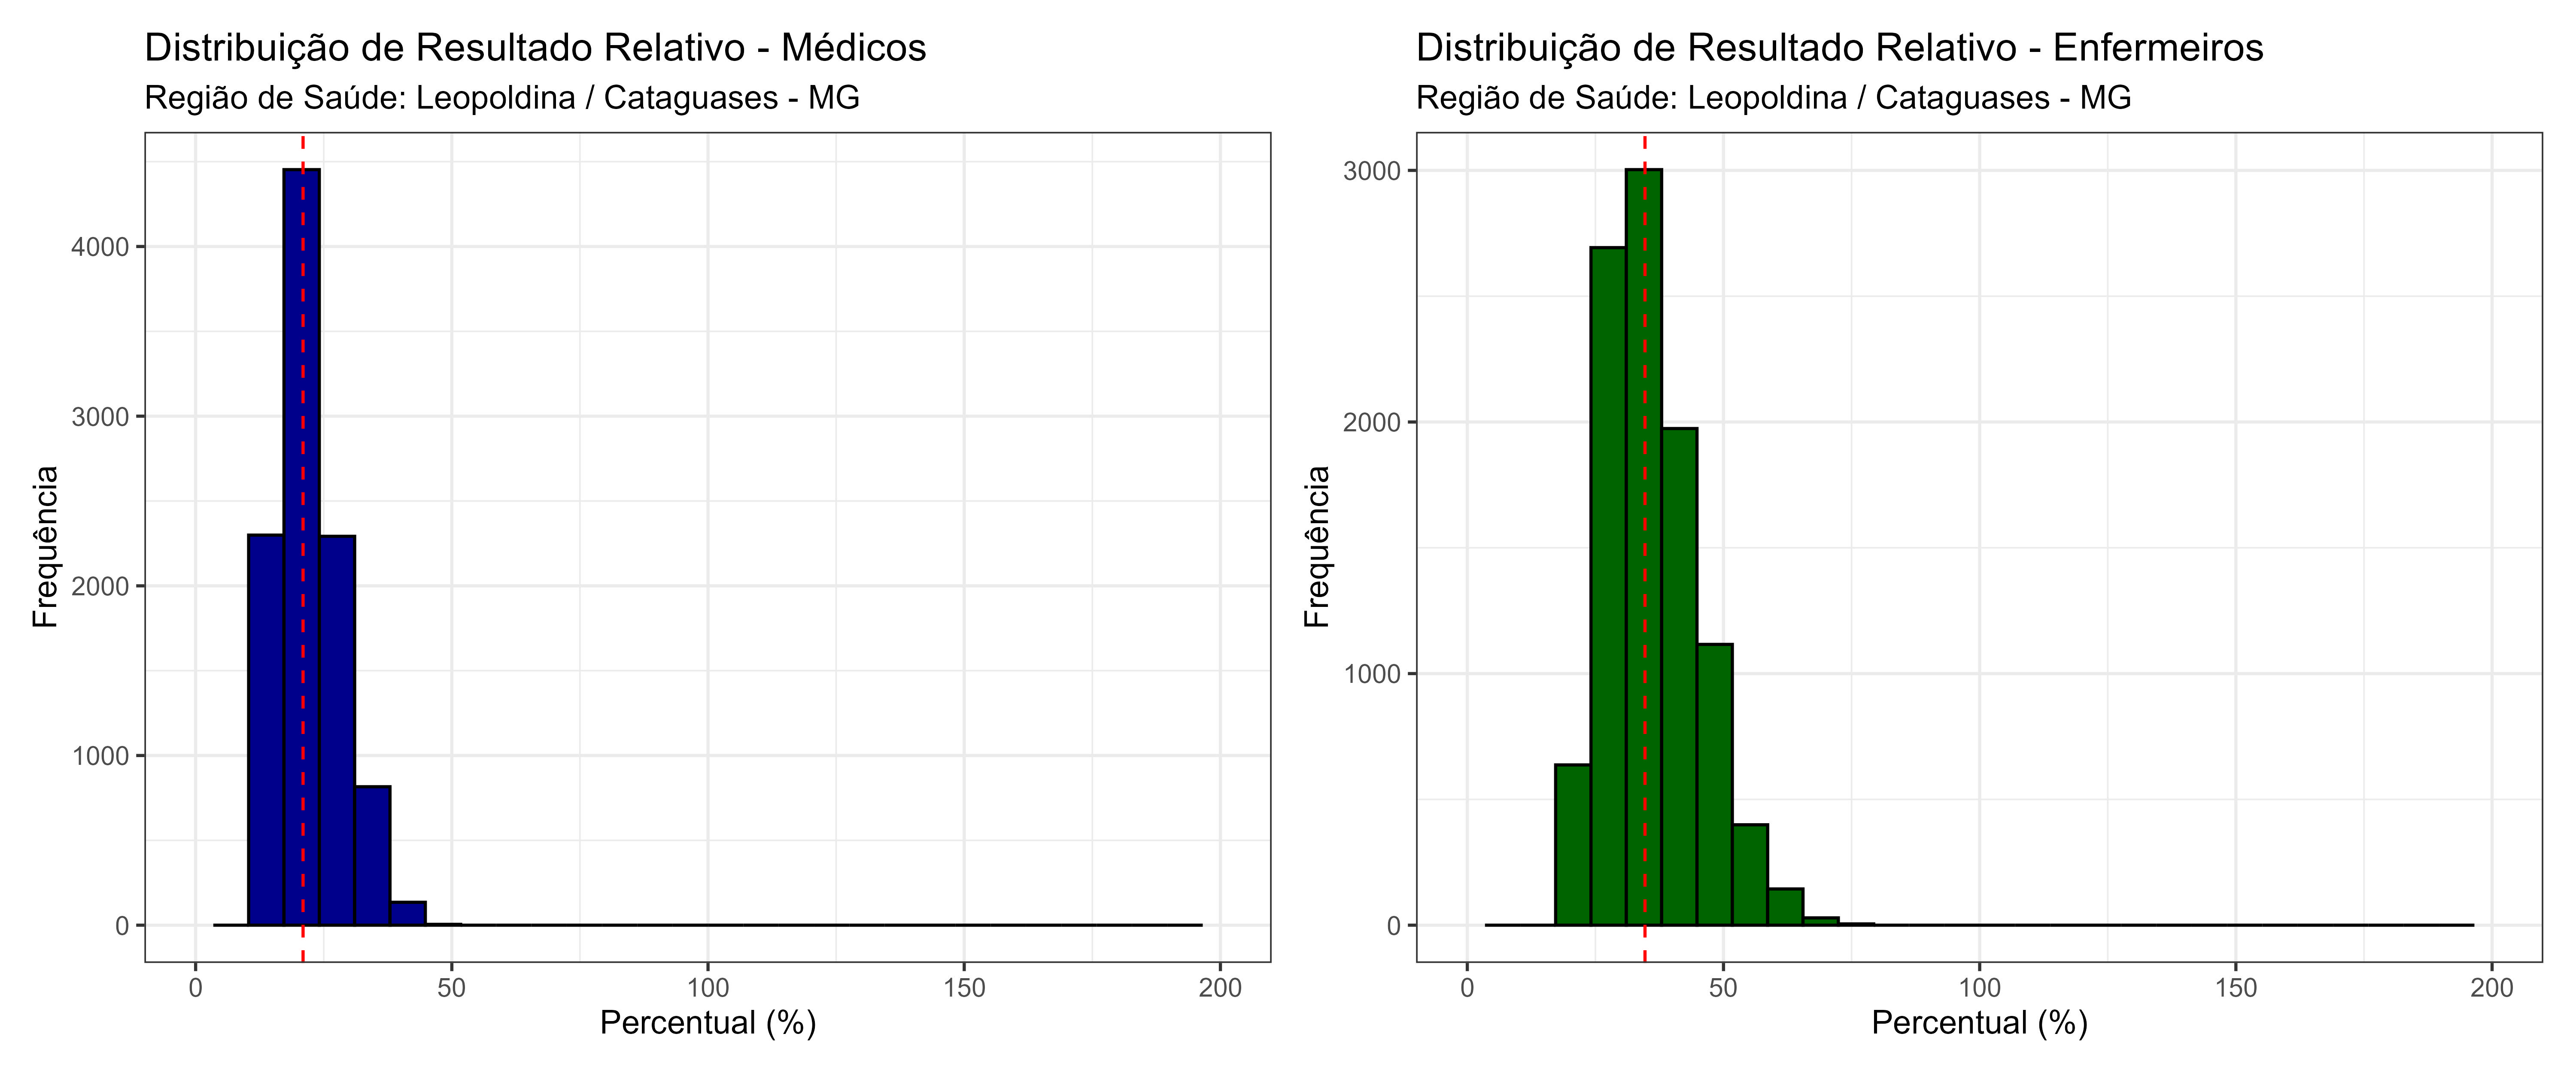 Distribuição de Resultado Relativo - Médicos
Região de Saúde: Leopoldina / Cataguases - MG
Frequência
4000
3000
2000
1000
0
0 50 100 150 200
Percentual (%)
Distribuição de Resultado Relativo - Enfermeiros
Região de Saúde: Leopoldina / Cataguases - MG
Frequência
3000
2000
1000
0
0 50 100 150 200
Percentual (%)